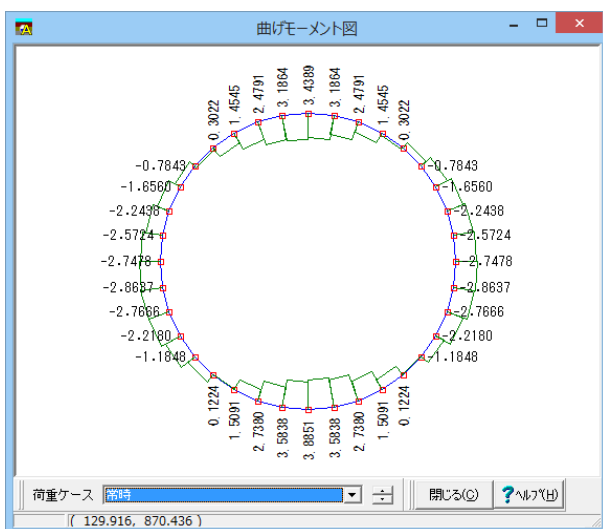 曲げモーメント図
0.3022 1.4545 2.4791 3.1864 3.4389 3.1864 2.4791 1.4545 0.3022
-0.7843 -0.7843
-1.6560 -1.6560
-2.2438 -2.2438
-2.5724 -2.5724
-2.7478 -2.7478
-2.8637 -2.8637
-2.7666 -2.7666
-2.2180 -2.2180
-1.1848 -1.1848
0.1224 1.5091 2.7380 3.5838 3.8851 3.5838 2.7380 1.5091 0.1224
荷重ケース 常時 閉じる(C) ?ヘルプ(H)
( 129.916, 870.436 )